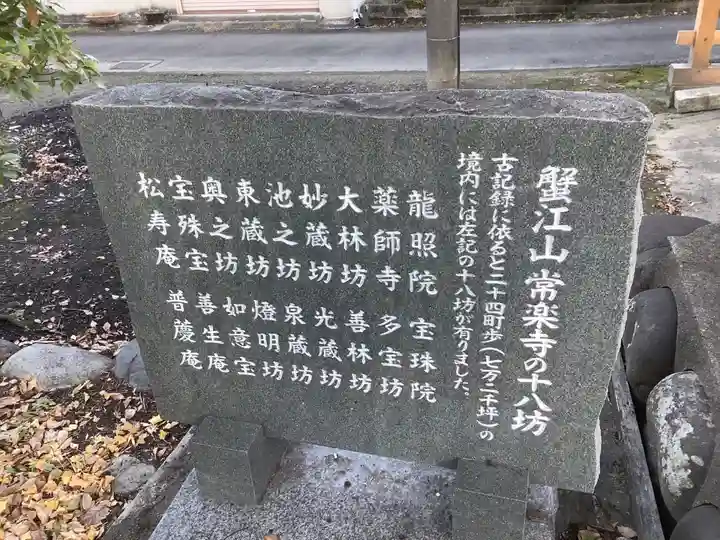 蟹江山常楽寺の十八坊
古記録に依ると二十四町歩(七万二千坪)の
境内には左記の十八坊が有りました。
龍照院 宝珠院
薬師寺 多宝坊
大林坊 善林坊
妙蔵坊 光蔵坊
池之坊 泉蔵坊
東蔵坊 燈明坊
奥之坊 如意宝
宝殊宝 善生庵
松寿庵 普慶庵